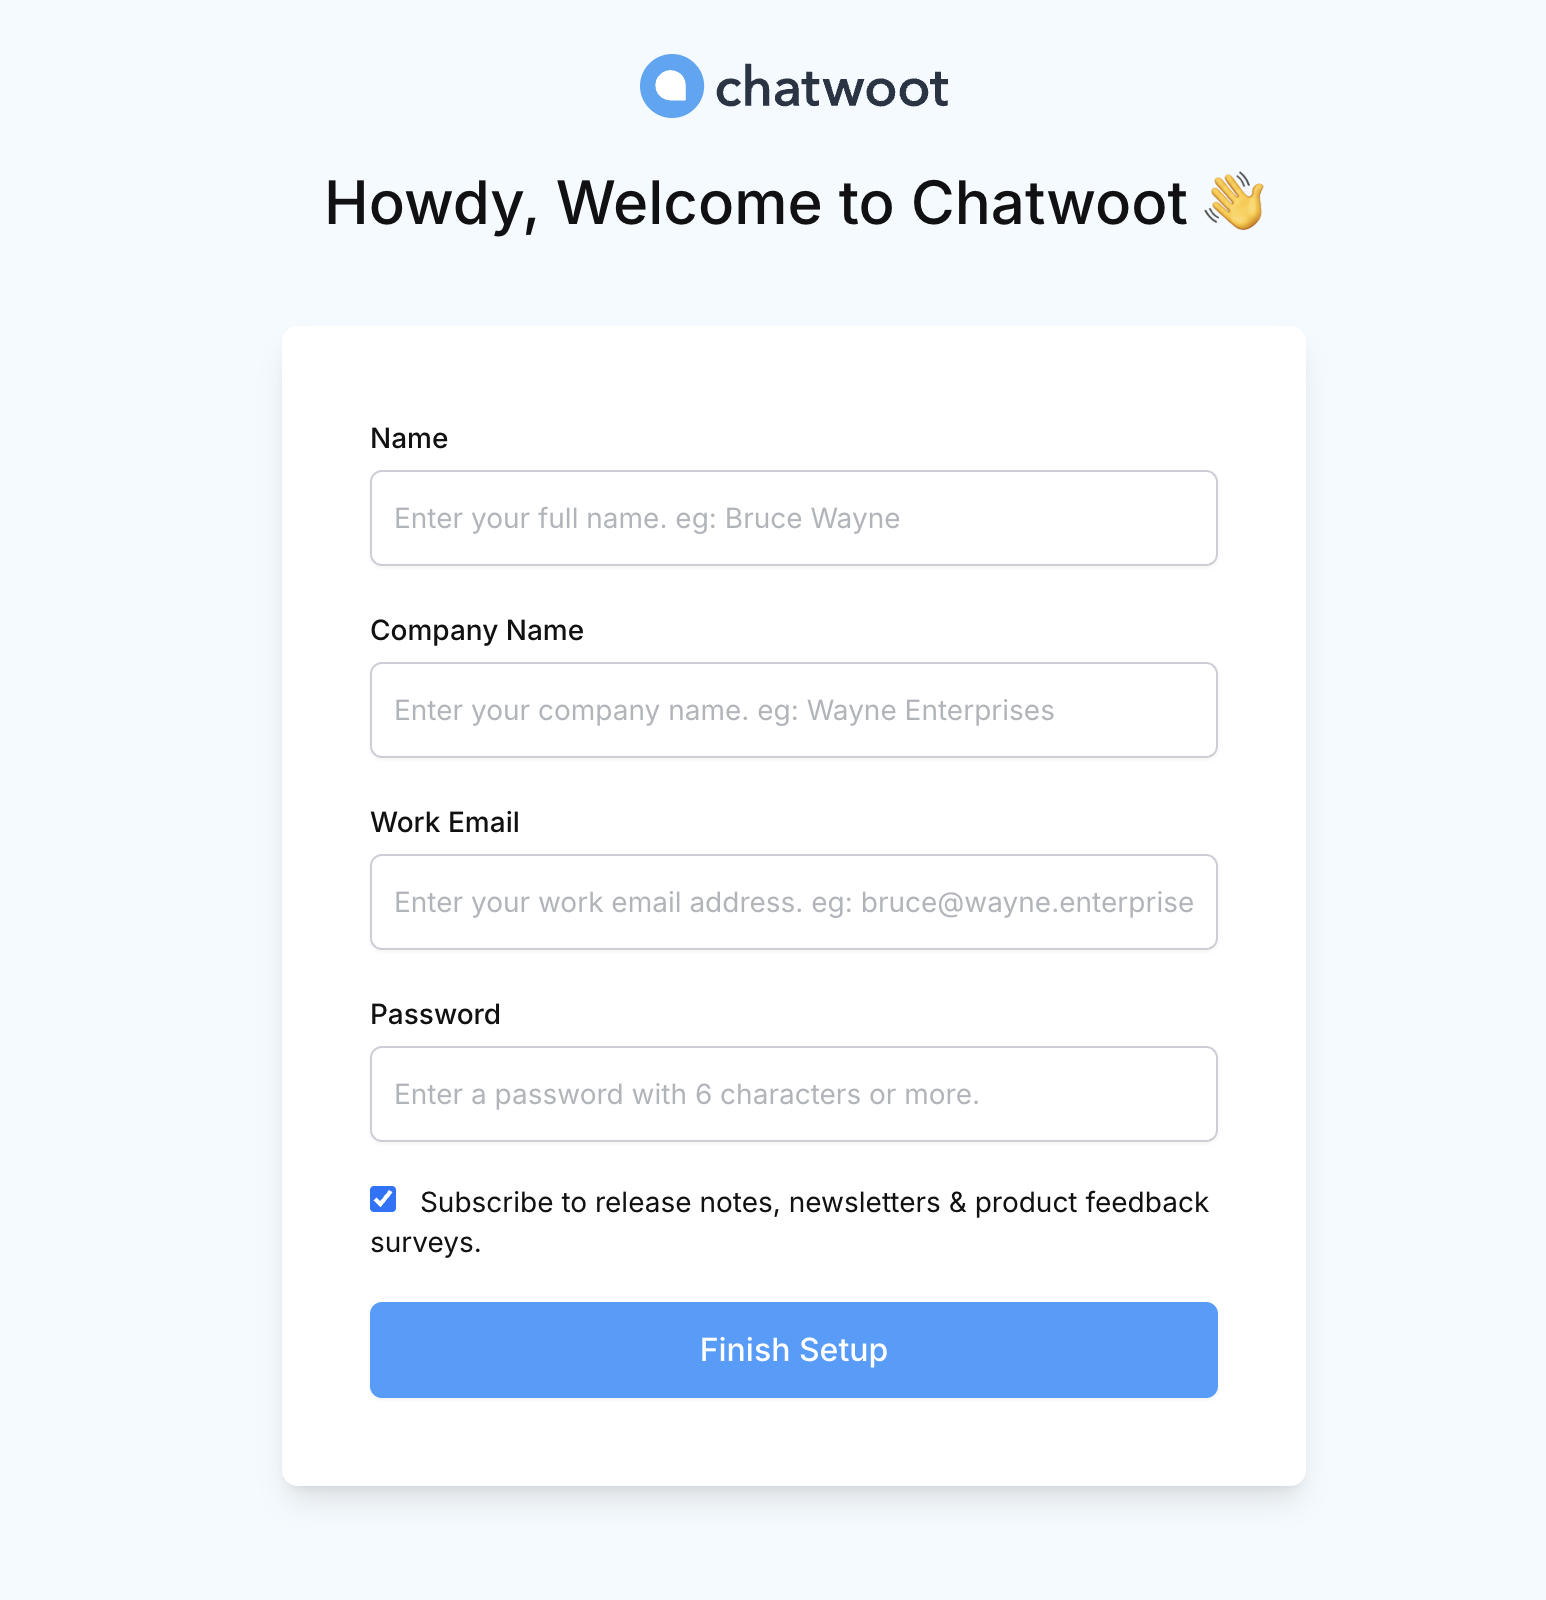 chatwoot
Howdy, Welcome to Chatwoot 👋
Name
Enter your full name. eg: Bruce Wayne
Company Name
Enter your company name. eg: Wayne Enterprises
Work Email
Enter your work email address. eg: bruce@wayne.enterprise
Password
Enter a password with 6 characters or more.
Subscribe to release notes, newsletters & product feedback
surveys.
Finish Setup